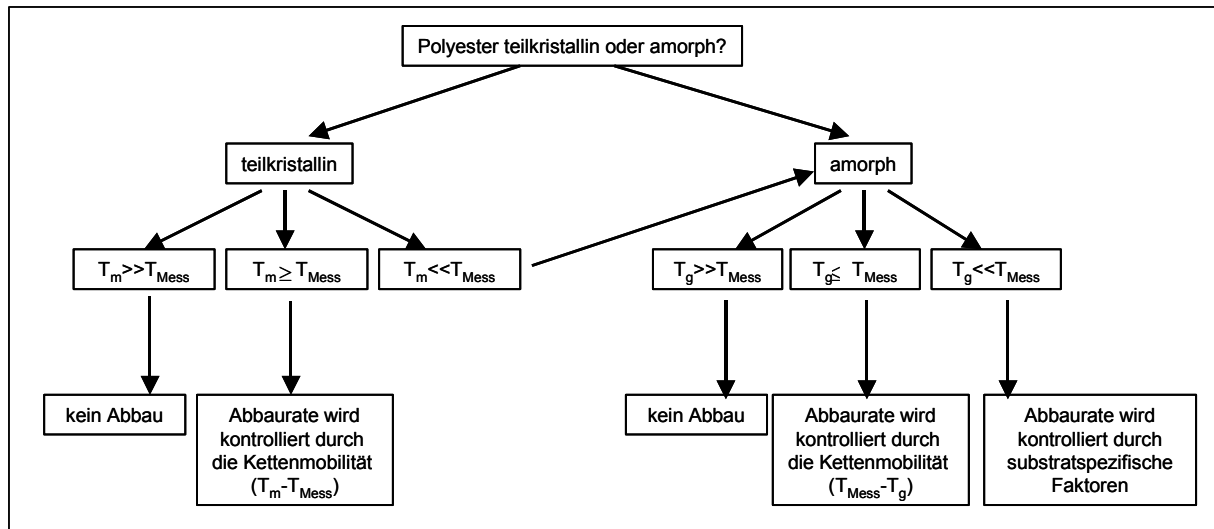 Polyester teilkristallin oder amorph?
teilkristallin
amorph
Tm>>TMess
Tm ≥ TMess
Tm<<TMess
Tg>>TMess
Tg≤ TMess
Tg<<TMess
kein Abbau
Abbaurate wird
kontrolliert durch
die Kettenmobilität
(Tm-TMess)
kein Abbau
Abbaurate wird
kontrolliert durch
die Kettenmobilität
(TMess-Tg)
Abbaurate wird
kontrolliert durch
substratspezifische
Faktoren